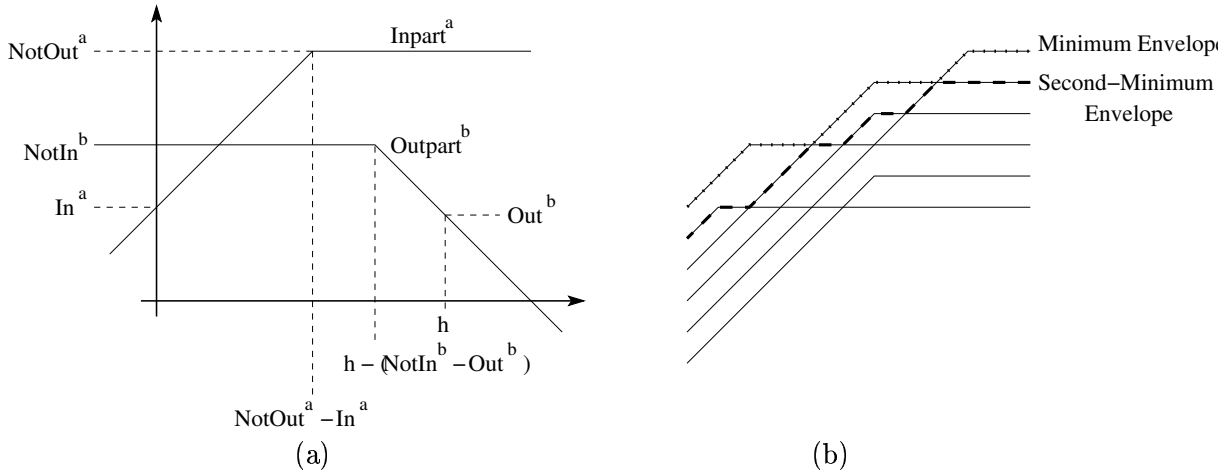 NotOut^a
Inpart^a
NotIn^b
Outpart^b
In^a
Out^b
h
h – (NotIn^b – Out^b )
NotOut^a – In^a
(a)
Minimum Envelope
Second–Minimum
Envelope
(b)